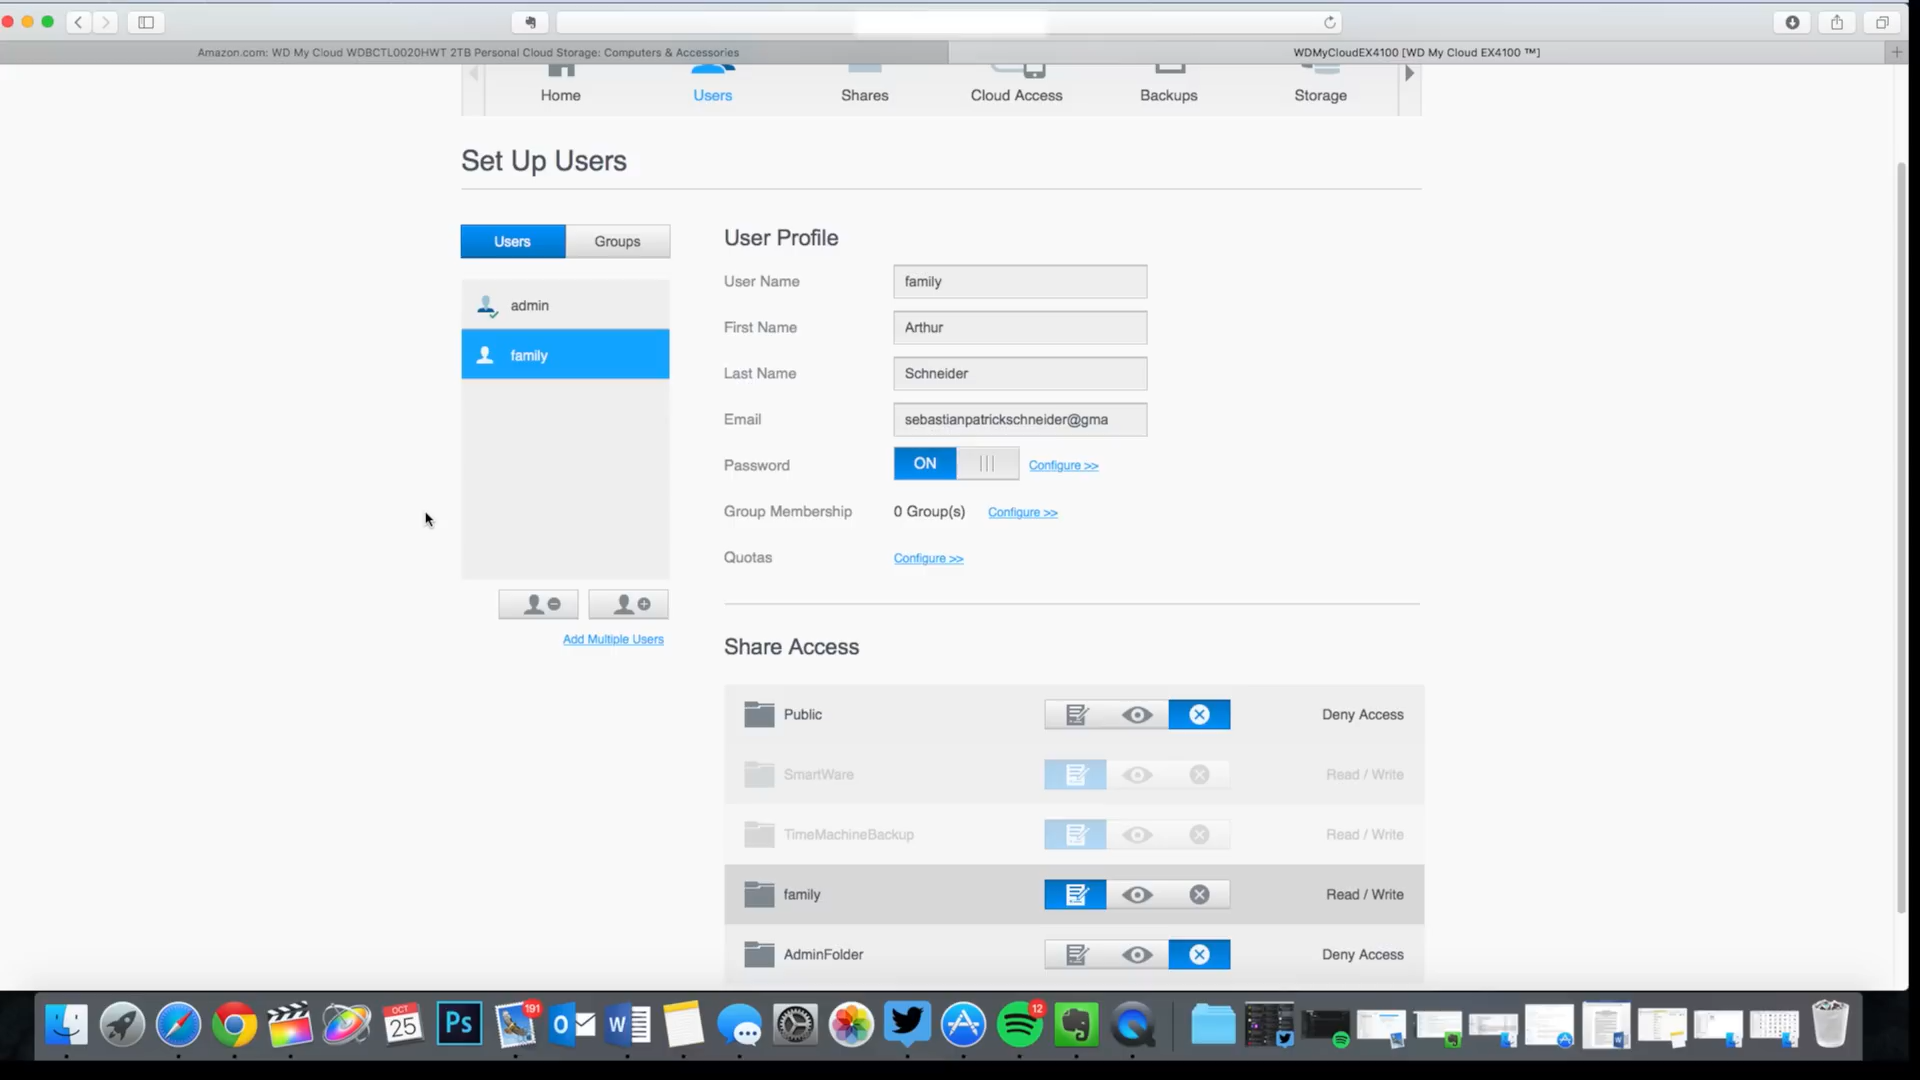 Amazon.com: WD My Cloud WDBCTL0020HWT 2TB Personal Cloud Storage: Computers & Accessories
WDMyCloudEX4100 [WD My Cloud EX4100 ™]
Home
Users
Shares
Cloud Access
Backups
Storage
Set Up Users
Users
Groups
admin
family
Add Multiple Users
User Profile
User Name
family
First Name
Arthur
Last Name
Schneider
Email
sebastianpatrickschneider@gma
Password
ON
Configure >>
Group Membership
0 Group(s)
Configure >>
Quotas
Configure >>
Share Access
Public
Deny Access
SmartWare
Read / Write
TimeMachineBackup
Read / Write
family
Read / Write
AdminFolder
Deny Access
OCT
25
Ps
191
O
W
12